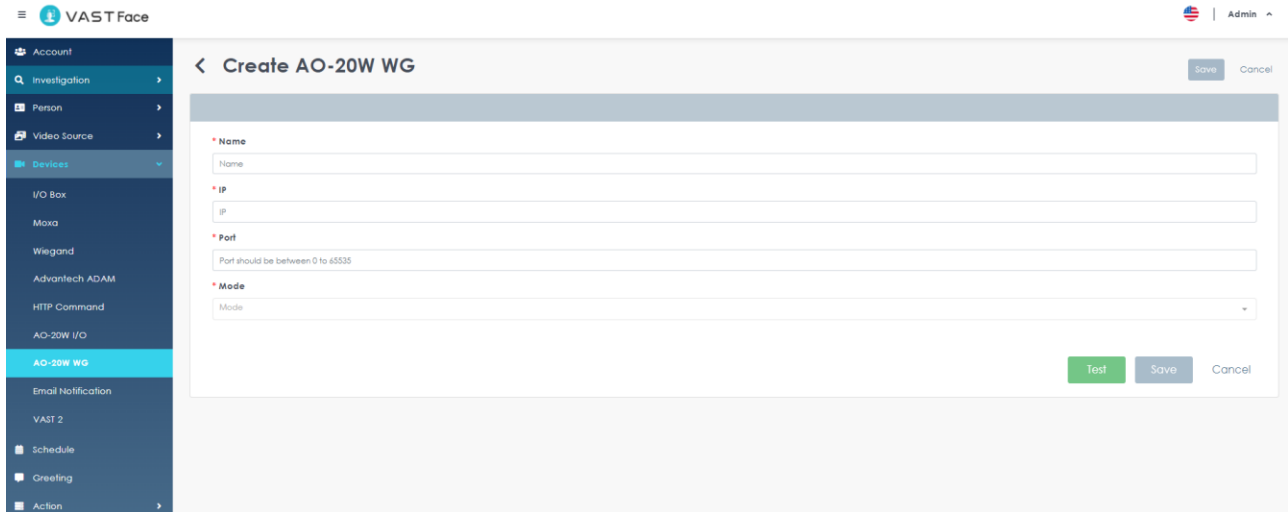 VAST Face
Admin
Account
Investigation
Person
Video Source
Devices
I/O Box
Moxa
Wiegand
Advantech ADAM
HTTP Command
AO-20W I/O
AO-20W WG
Email Notification
VAST 2
Schedule
Greeting
Action
Create AO-20W WG
Save Cancel
* Name
Name
* IP
IP
* Port
Port should be between 0 to 65535
* Mode
Mode
Test Save Cancel